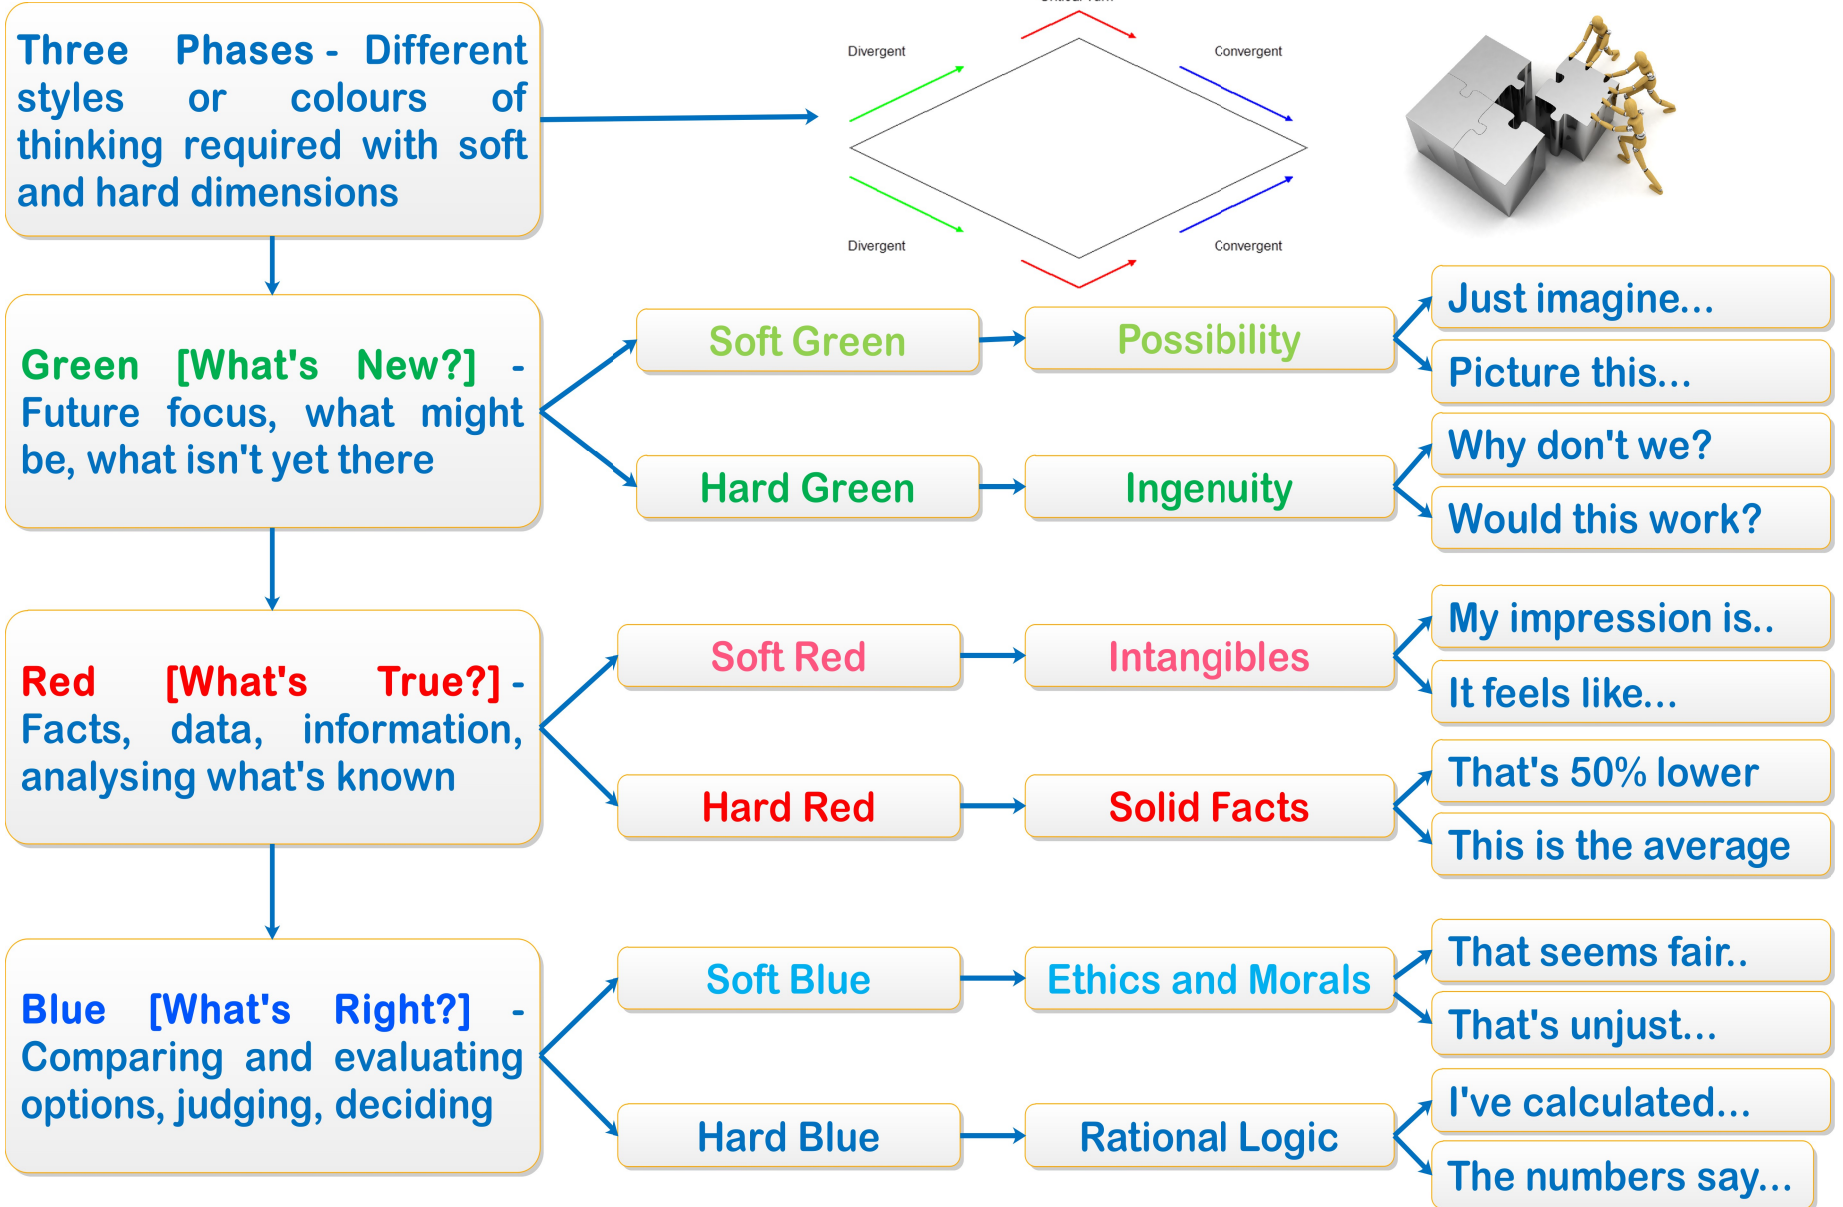 Three Phases - Different
styles or colours of
thinking required with soft
and hard dimensions
Divergent
Convergent
Divergent
Convergent
Green [What's New?] -
Future focus, what might
be, what isn't yet there
Soft Green
Possibility
Just imagine...
Picture this...
Hard Green
Ingenuity
Why don't we?
Would this work?
Red [What's True?] -
Facts, data, information,
analysing what's known
Soft Red
Intangibles
My impression is..
It feels like...
Hard Red
Solid Facts
That's 50% lower
This is the average
Blue [What's Right?] -
Comparing and evaluating
options, judging, deciding
Soft Blue
Ethics and Morals
That seems fair..
That's unjust...
Hard Blue
Rational Logic
I've calculated...
The numbers say...